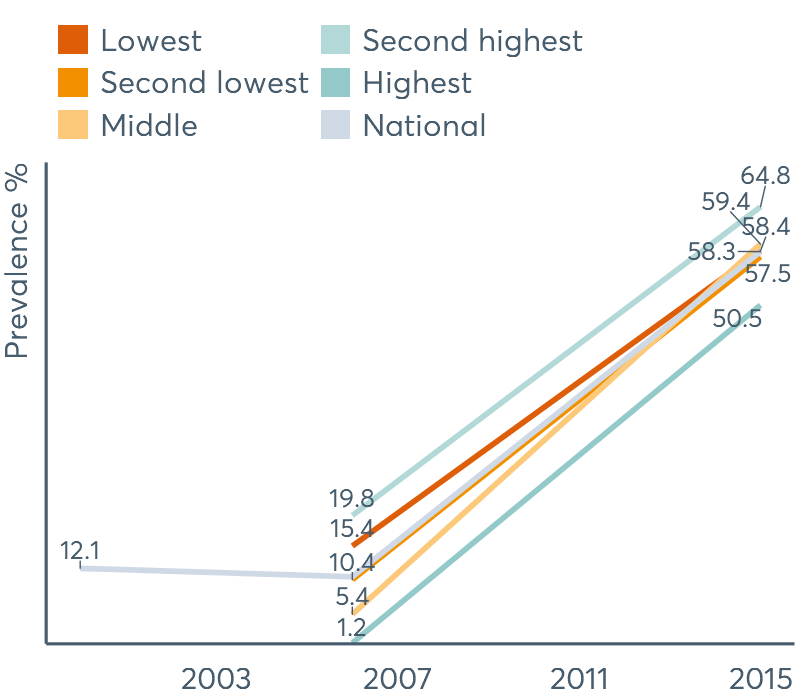 Lowest
Second lowest
Middle
Second highest
Highest
National
Prevalence %
64.8
59.4
58.4
58.3
57.5
50.5
19.8
15.4
10.4
12.1
5.4
1.2
2003 2007 2011 2015